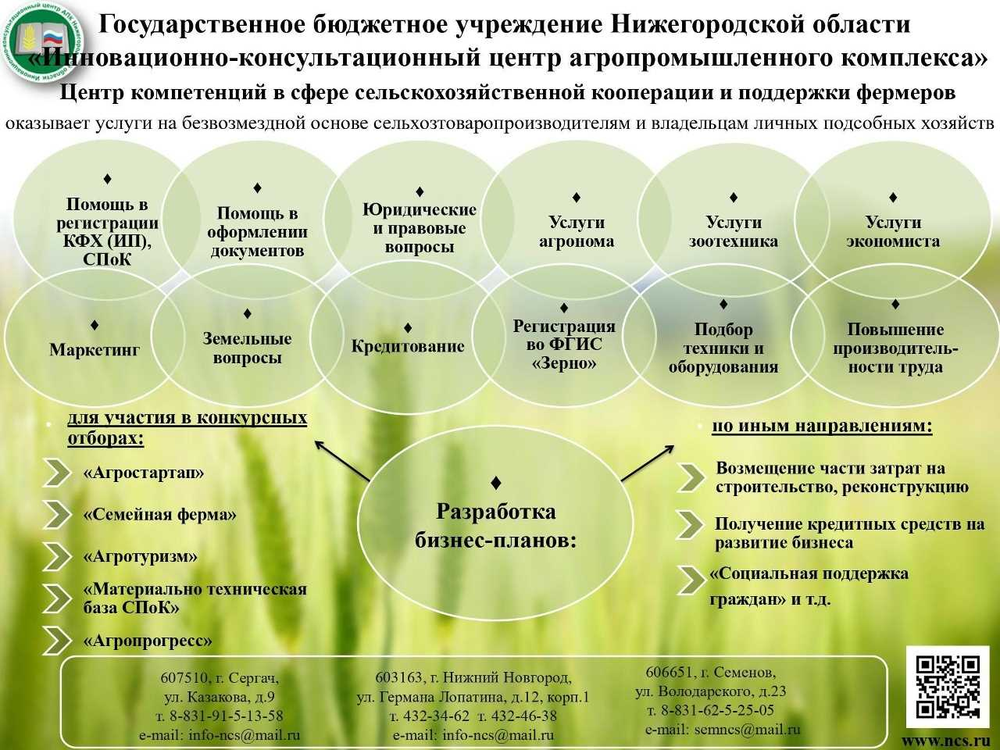 Государственное бюджетное учреждение Нижегородской области
«Инновационно-консультационный центр агропромышленного комплекса»
Центр компетенций в сфере сельскохозяйственной кооперации и поддержки фермеров
оказывает услуги на безвозмездной основе сельхозтоваропроизводителям и владельцам личных подсобных хозяйств
Помощь в
регистрации
КФХ (ИП),
СПоК
Помощь в
оформлении
документов
Юридические
и правовые
вопросы
Услуги
агронома
Услуги
зоотехника
Услуги
экономиста
Маркетинг
Земельные
вопросы
Кредитование
Регистрация
во ФГИС
«Зерно»
Подбор
техники и
оборудования
Повышение
производитель-
ности труда
для участия в конкурсных
отборах:
«Агростартап»
«Семейная ферма»
«Агротуризм»
«Материально техническая
база СПоК»
«Агропрогресс»
Разработка
бизнес-планов:
по иным направлениям:
Возмещение части затрат на
строительство, реконструкцию
Получение кредитных средств на
развитие бизнеса
«Социальная поддержка
граждан» и т.д.
607510, г. Сергач,
ул. Казакова, д.9
т. 8-831-91-5-13-58
e-mail: info-ncs@mail.ru
603163, г. Нижний Новгород,
ул. Германа Лопатина, д.12, корп.1
т. 432-34-62 т. 432-46-38
e-mail: info-ncs@mail.ru
606651, г. Семенов,
ул. Володарского, д.23
т. 8-831-62-5-25-05
e-mail: semncs@mail.ru
www.ncs.ru